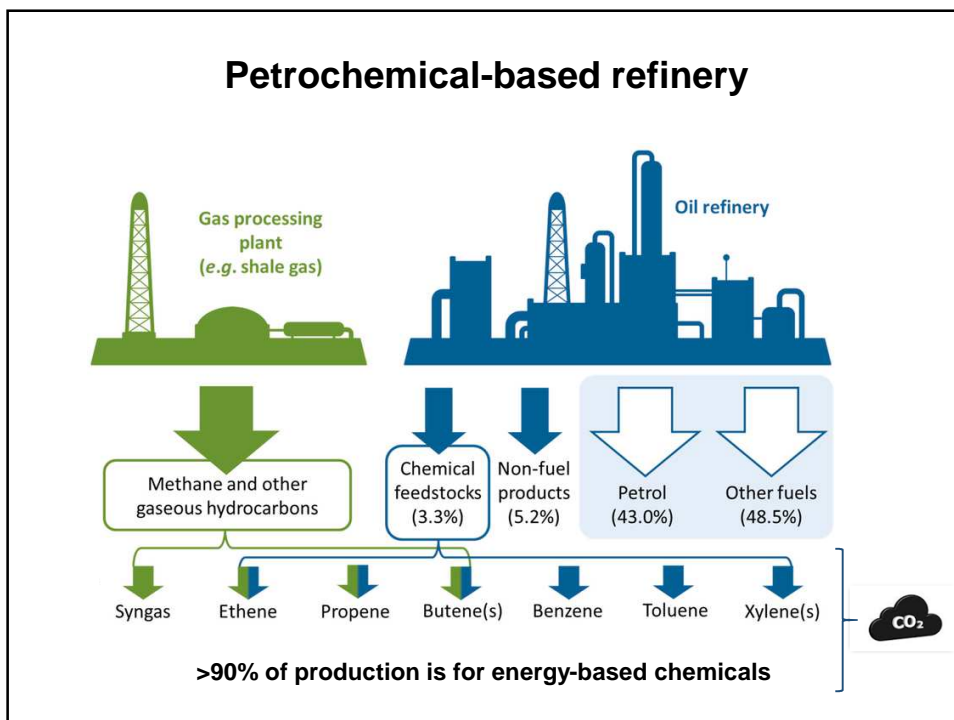 Petrochemical-based refinery
Gas processing
plant
(e.g. shale gas)
Oil refinery
Methane and other
gaseous hydrocarbons
Chemical
feedstocks
(3.3%)
Non-fuel
products
(5.2%)
Petrol
(43.0%)
Other fuels
(48.5%)
Syngas
Ethene
Propene
Butene(s)
Benzene
Toluene
Xylene(s)
CO₂
>90% of production is for energy-based chemicals